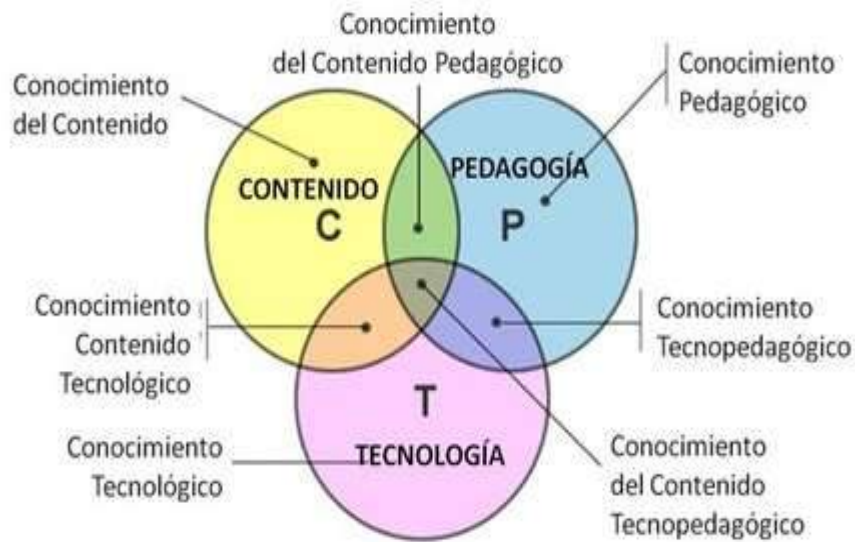 Conocimiento
del Contenido Pedagógico
Conocimiento
Pedagógico
Conocimiento
del Contenido
CONTENIDO
C
PEDAGOGÍA
P
Conocimiento
Contenido
Tecnológico
Conocimiento
Tecnopedagógico
T
TECNOLOGÍA
Conocimiento
Tecnológico
Conocimiento
del Contenido
Tecnopedagógico